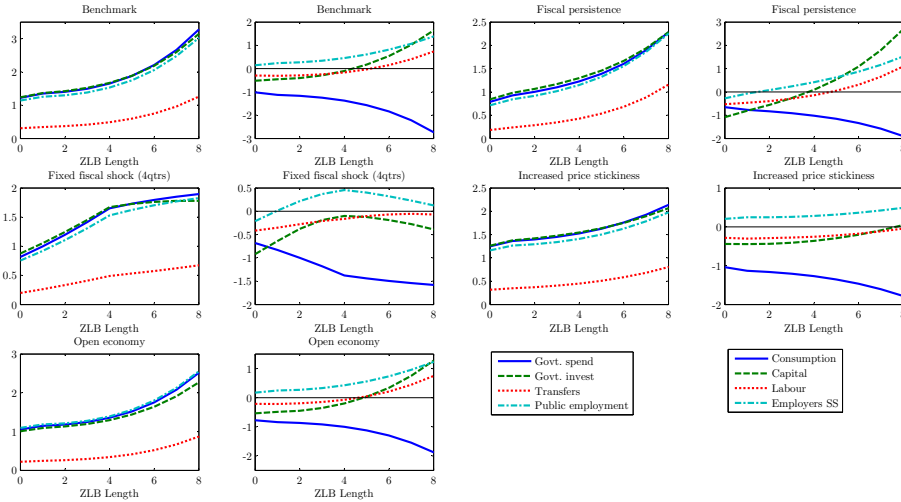 Benchmark
3
2
1
0
0 2 4 6 8
ZLB Length
Benchmark
2
1
0
-1
-2
-3
0 2 4 6 8
ZLB Length
Fiscal persistence
2.5
2
1.5
1
0.5
0
0 2 4 6 8
ZLB Length
Fiscal persistence
3
2
1
0
-1
-2
0 2 4 6 8
ZLB Length
Fixed fiscal shock (4qtrs)
2
1.5
1
0.5
0
0 2 4 6 8
ZLB Length
Fixed fiscal shock (4qtrs)
0.5
0
-0.5
-1
-1.5
-2
0 2 4 6 8
ZLB Length
Increased price stickiness
2.5
2
1.5
1
0.5
0
0 2 4 6 8
ZLB Length
Increased price stickiness
1
0
-1
-2
0 2 4 6 8
ZLB Length
Open economy
3
2
1
0
0 2 4 6 8
ZLB Length
Open economy
1
0
-1
-2
0 2 4 6 8
ZLB Length
Govt. spend
Govt. invest
Transfers
Public employment
Consumption
Capital
Labour
Employers SS